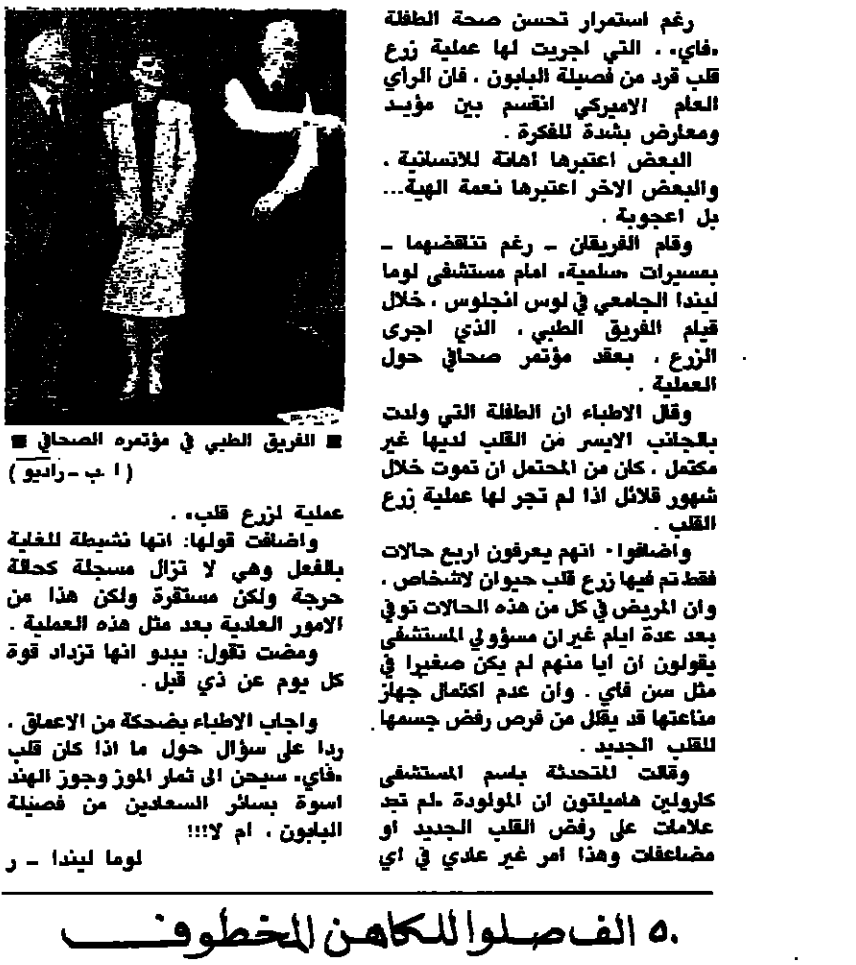 رغم استمرار تحسن صحة الطفلة
«فاي» ، التي اجريت لها عملية زرع
قلب قرد من فصيلة البابون ، فان الراي
العام الاميركي انقسم بين مؤيد
ومعارض بشدة للفكرة .
البعض اعتبرها اهانة للانسانية ،
والبعض الاخر اعتبرها نعمة الهية...
بل اعجوبة .
وقام الفريقان – رغم تناقضهما –
بمسيرات «سلمية» امام مستشفى لوما
ليندا الجامعي في لوس انجلوس ، خلال
قيام الفريق الطبي ، الذي اجرى
الزرع ، بعقد مؤتمر صحافي حول
العملية .
وقال الاطباء ان الطفلة التي ولدت
بالجانب الايسر من القلب لديها غير
مكتمل ، كان من المحتمل ان تموت خلال
شهور قلائل اذا لم تجر لها عملية زرع
القلب .
واضافوا · انهم يعرفون اربع حالات
فقط تم فيها زرع قلب حيوان لاشخاص ،
وان المريض في كل من هذه الحالات توفي
بعد عدة ايام غير ان مسؤولي المستشفى
يقولون ان ايا منهم لم يكن صغيرا في
مثل سن فاي . وان عدم اكتمال جهاز
مناعتها قد يقلل من فرص رفض جسمها
للقلب الجديد .
وقالت المتحدثة باسم المستشفى
كارولين هاميلتون ان المولودة «لم تبد
علامات على رفض القلب الجديد او
مضاعفات وهذا امر غير عادي في اي
■ الفريق الطبي في مؤتمره الصحافي ■
( ا ب – راديو )
عملية لزرع قلب» .
واضافت قولها: انها نشيطة للغاية
بالفعل وهي لا تزال مسجلة كحالة
حرجة ولكن مستقرة ولكن هذا من
الامور العادية بعد مثل هذه العملية .
ومضت تقول: يبدو انها تزداد قوة
كل يوم عن ذي قبل .
واجاب الاطباء بضحكة من الاعماق ،
ردا على سؤال حول ما اذا كان قلب
«فاي» سيحن الى ثمار الموز وجوز الهند
اسوة بسائر السعادين من فصيلة
البابون ، ام لا!!!
لوما ليندا – ر
٥٠ الف صلوا للكاهن المخطوف